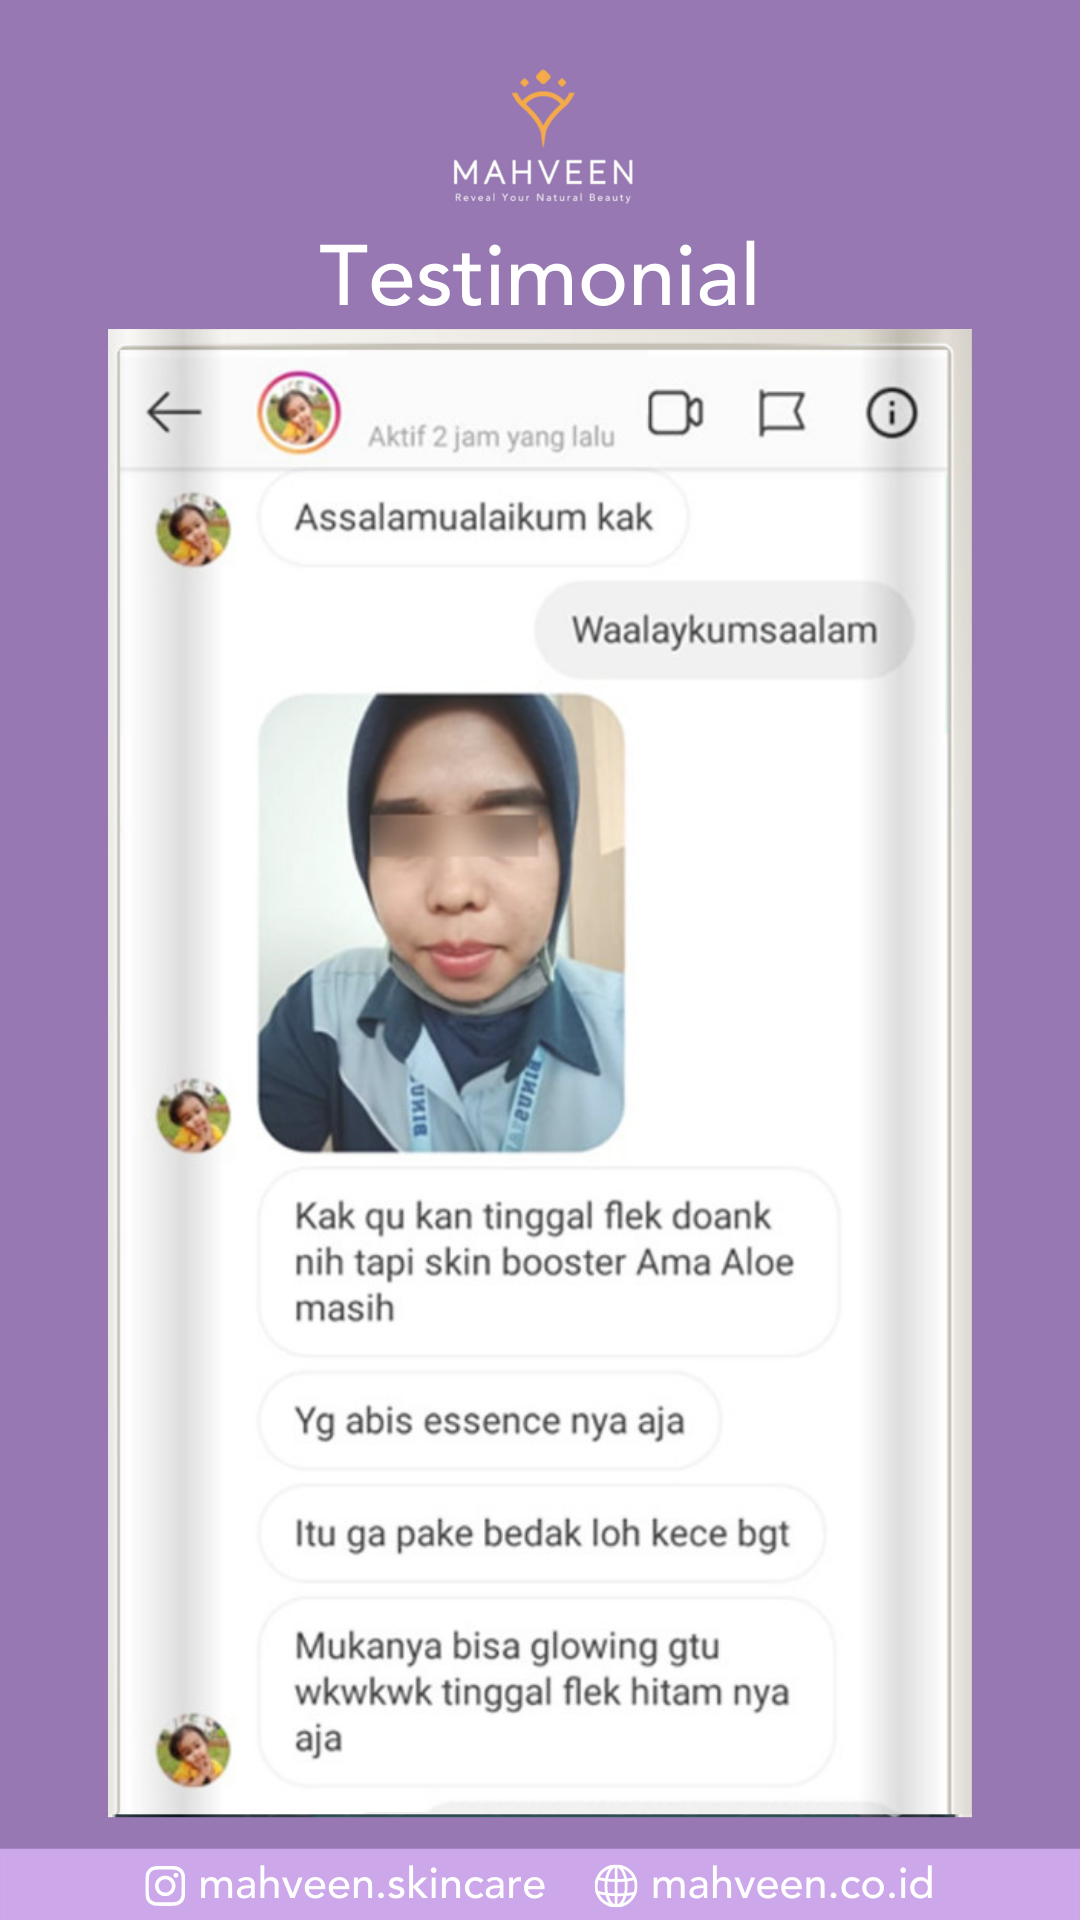 MAHVEEN
Reveal Your Natural Beauty
Testimonial
Aktif 2 jam yang lalu
Assalamualaikum kak
Waalaykumsaalam
BINUS
Kak qu kan tinggal flek doank
nih tapi skin booster Ama Aloe
masih
Yg abis essence nya aja
Itu ga pake bedak loh kece bgt
Mukanya bisa glowing gtu
wkwkwk tinggal flek hitam nya
aja
mahveen.skincare
mahveen.co.id